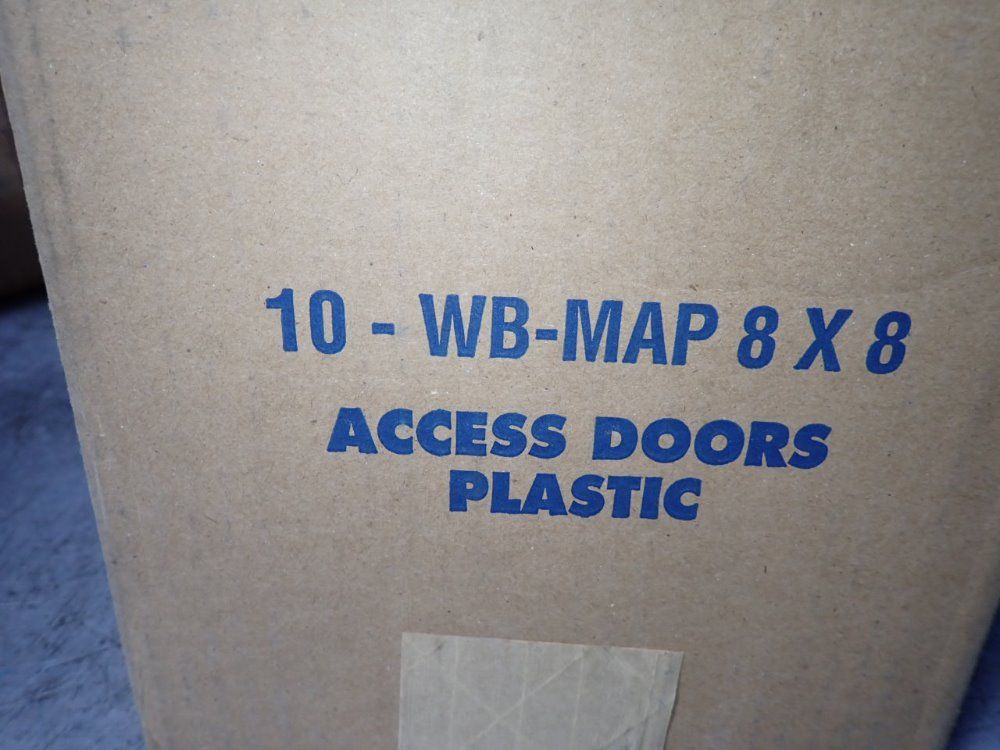 10 - WB-MAP 8 X 8
ACCESS DOORS
PLASTIC